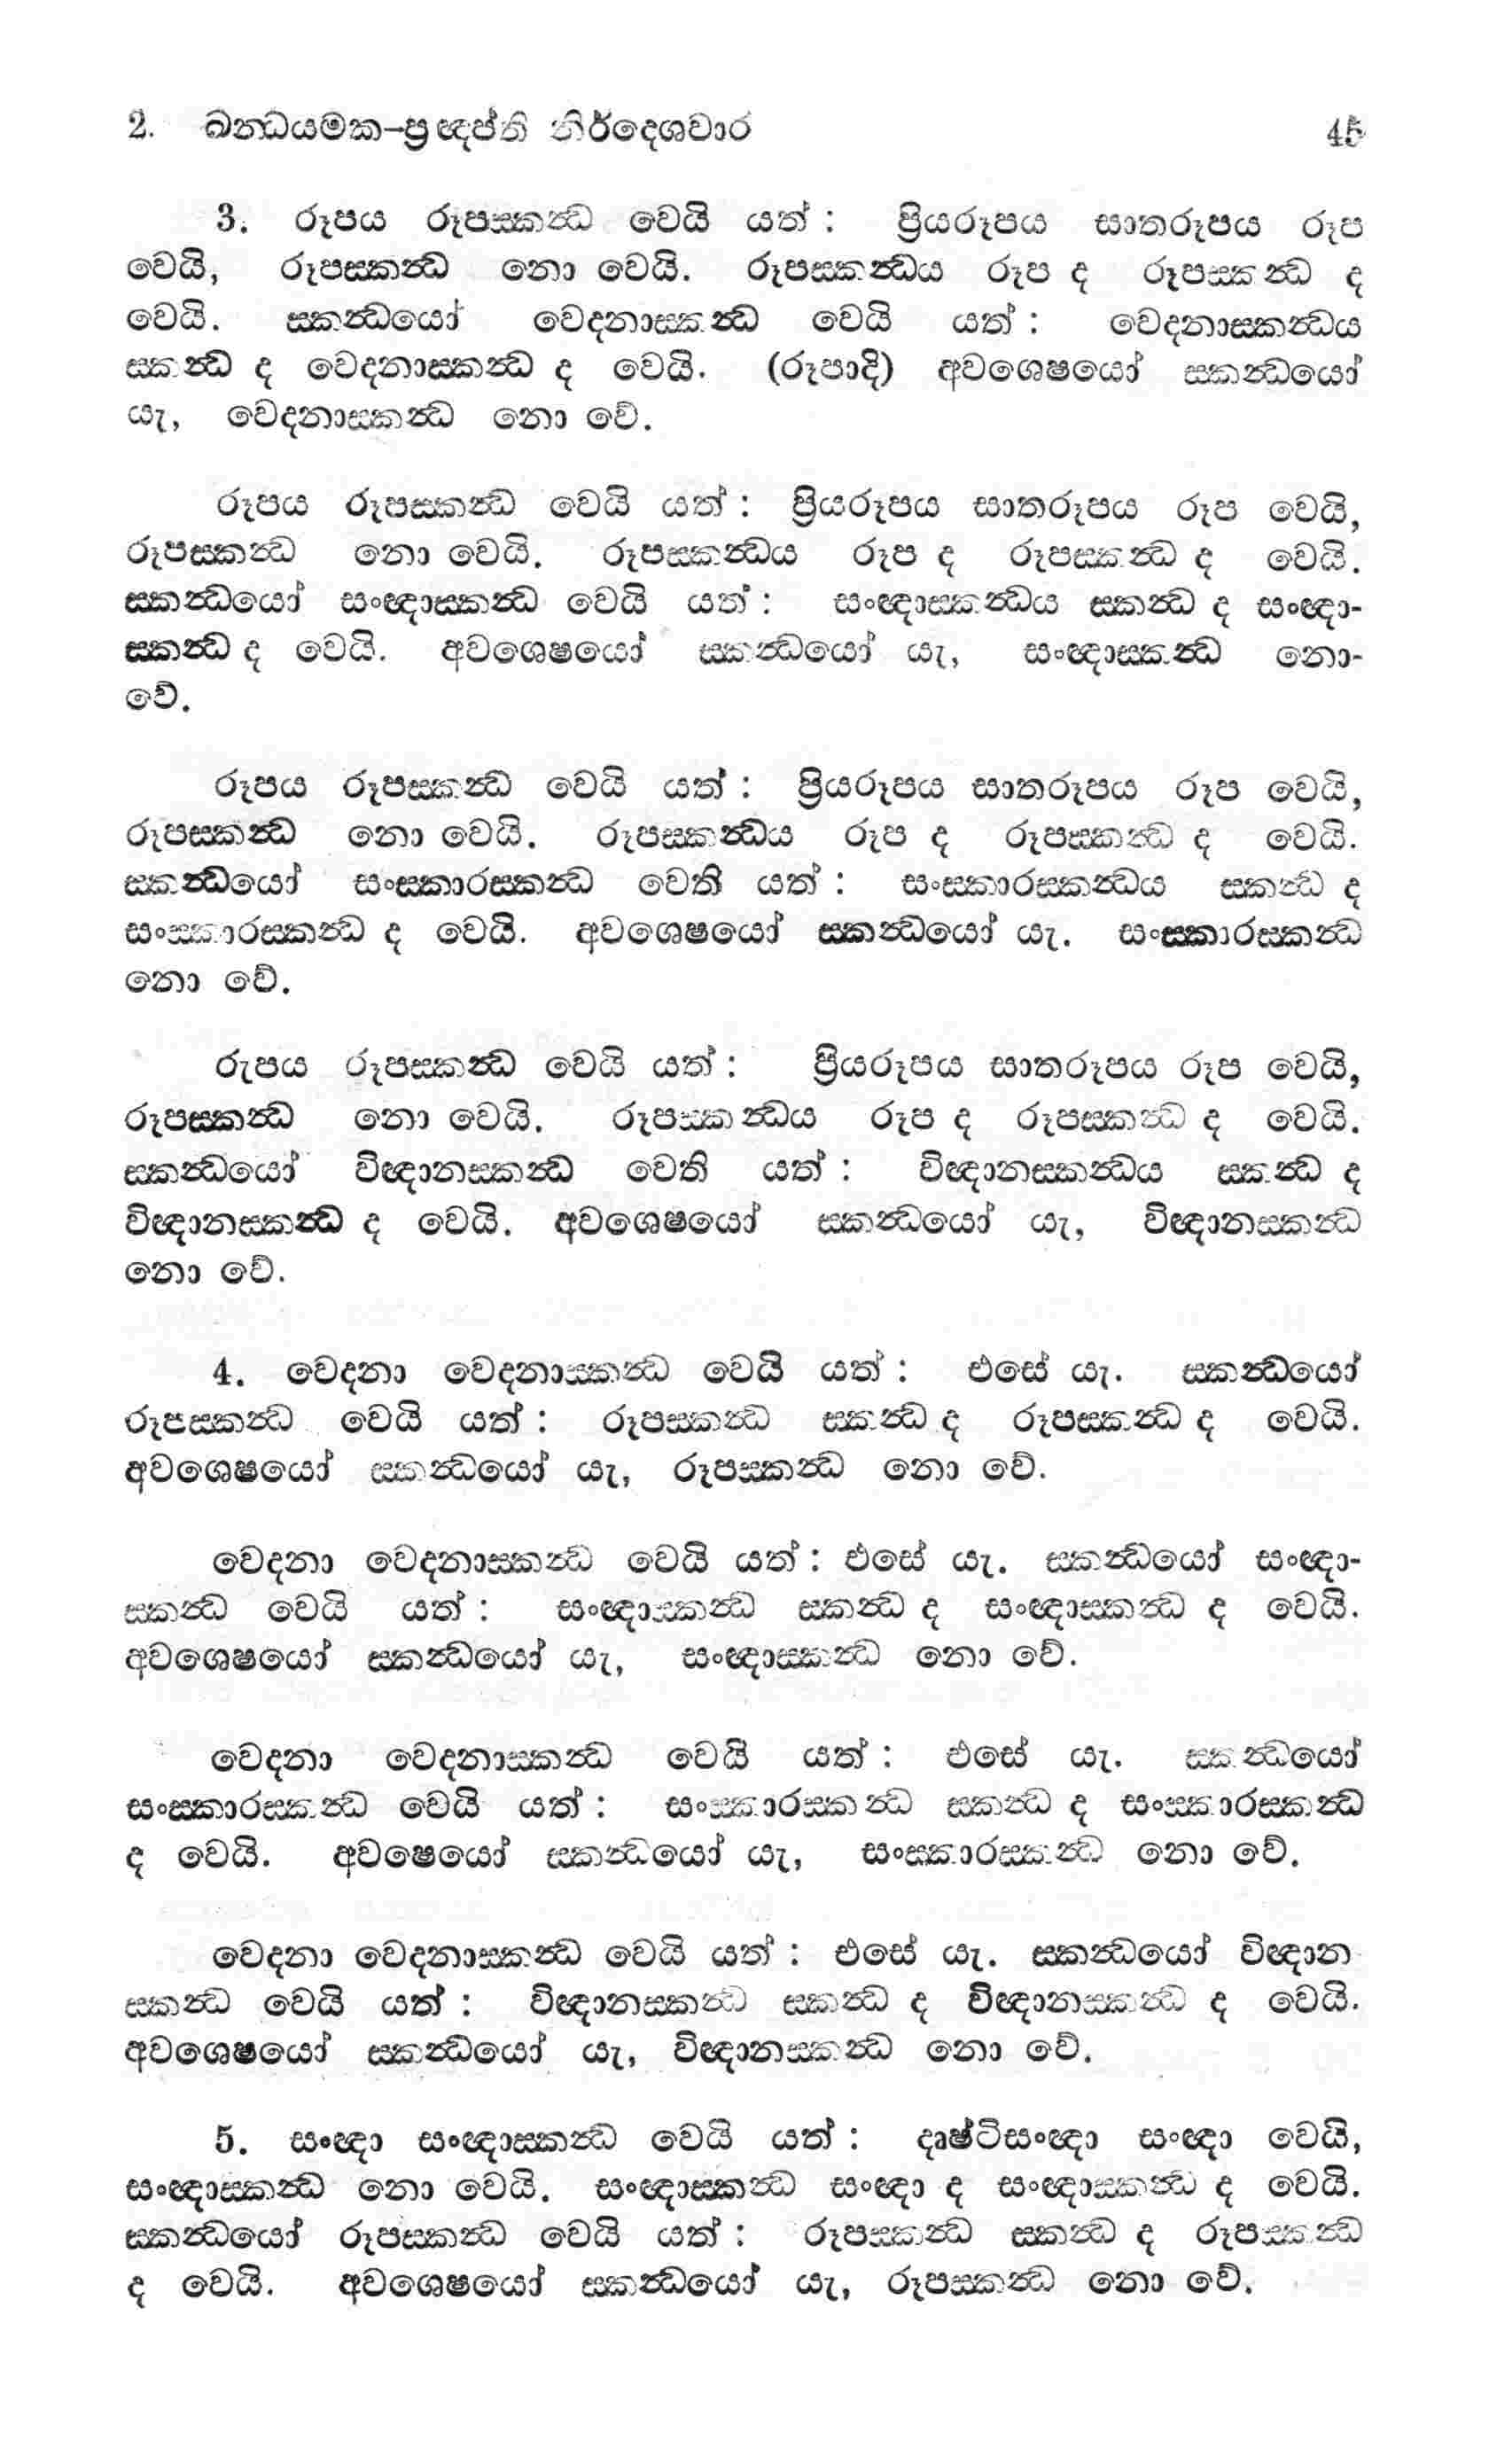 2. ඛන්ධයමක-ප්‍රඥප්ති නිර්දෙශවාර 45
3. රූපය රූපස්කන්ධ වෙයි යත් : ප්‍රියරූපය සාතරූපය රූප
වෙයි, රූපස්කන්ධ නො වෙයි. රූපස්කන්ධය රූප ද රූපස්කන්ධ ද
වෙයි. ස්කන්ධයෝ වෙදනාස්කන්ධ වෙයි යත් : වෙදනාස්කන්ධය
ස්කන්ධ ද වෙදනාස්කන්ධ ද වෙයි. (රූපාදි) අවශෙෂයෝ ස්කන්ධයෝ
යැ, වෙදනාස්කන්ධ නො වේ.
රූපය රූපස්කන්ධ වෙයි යත් : ප්‍රියරූපය සාතරූපය රූප වෙයි,
රූපස්කන්ධ නො වෙයි. රූපස්කන්ධය රූප ද රූපස්කන්ධ ද වෙයි.
ස්කන්ධයෝ සංඥාස්කන්ධ වෙයි යත් : සංඥාස්කන්ධය ස්කන්ධ ද සංඥා-
ස්කන්ධ ද වෙයි. අවශෙෂයෝ ස්කන්ධයෝ යැ, සංඥාස්කන්ධ නො-
වේ.
රූපය රූපස්කන්ධ වෙයි යත් : ප්‍රියරූපය සාතරූපය රූප වෙයි,
රූපස්කන්ධ නො වෙයි. රූපස්කන්ධය රූප ද රූපස්කන්ධ ද වෙයි.
ස්කන්ධයෝ සංස්කාරස්කන්ධ වෙති යත් : සංස්කාරස්කන්ධය ස්කන්ධ ද
සංස්කාරස්කන්ධ ද වෙයි. අවශෙෂයෝ ස්කන්ධයෝ යැ. සංස්කාරස්කන්ධ
නො වේ.
රුපය රූපස්කන්ධ වෙයි යත් : ප්‍රියරූපය සාතරූපය රූප වෙයි,
රූපස්කන්ධ නො වෙයි. රූපස්කන්ධය රූප ද රූපස්කන්ධ ද වෙයි.
ස්කන්ධයෝ විඥානස්කන්ධ වෙති යත් : විඥානස්කන්ධය ස්කන්ධ ද
විඥානස්කන්ධ ද වෙයි. අවශෙෂයෝ ස්කන්ධයෝ යැ, විඥානස්කන්ධ
නො වේ.
4. වෙදනා වෙදනාස්කන්ධ වෙයි යත් : එසේ යැ. ස්කන්ධයෝ
රූපස්කන්ධ වෙයි යත් : රූපස්කන්ධ ස්කන්ධ ද රූපස්කන්ධ ද වෙයි.
අවශෙෂයෝ ස්කන්ධයෝ යැ, රූපස්කන්ධ නො වේ.
වෙදනා වෙදනාස්කන්ධ වෙයි යත් : එසේ යැ. ස්කන්ධයෝ සංඥා-
ස්කන්ධ වෙයි යත් : සංඥාස්කන්ධ ස්කන්ධ ද සංඥාස්කන්ධ ද වෙයි.
අවශෙෂයෝ ස්කන්ධයෝ යැ, සංඥාස්කන්ධ නො වේ.
වෙදනා වෙදනාස්කන්ධ වෙයි යත් : එසේ යැ. ස්කන්ධයෝ
සංස්කාරස්කන්ධ වෙයි යත් : සංස්කාරස්කන්ධ ස්කන්ධ ද සංස්කාරස්කන්ධ
ද වෙයි. අවෂෙයෝ ස්කන්ධයෝ යැ, සංස්කාරස්කන්ධ නො වේ.
වෙදනා වෙදනාස්කන්ධ වෙයි යත් : එසේ යැ. ස්කන්ධයෝ විඥාන
ස්කන්ධ වෙයි යත් : විඥානස්කන්ධ ස්කන්ධ ද විඥානස්කන්ධ ද වෙයි.
අවශෙෂයෝ ස්කන්ධයෝ යැ, විඥානස්කන්ධ නො වේ.
5. සංඥා සංඥාස්කන්ධ වෙයි යත් : දෘෂ්ටිසංඥා සංඥා වෙයි,
සංඥාස්කන්ධ නො වෙයි. සංඥාස්කන්ධ සංඥා ද සංඥාස්කන්ධ ද වෙයි.
ස්කන්ධයෝ රූපස්කන්ධ වෙයි යත් : රූපස්කන්ධ ස්කන්ධ ද රූපස්කන්ධ
ද වෙයි. අවශෙෂයෝ ස්කන්ධයෝ යැ, රූපස්කන්ධ නො වේ.